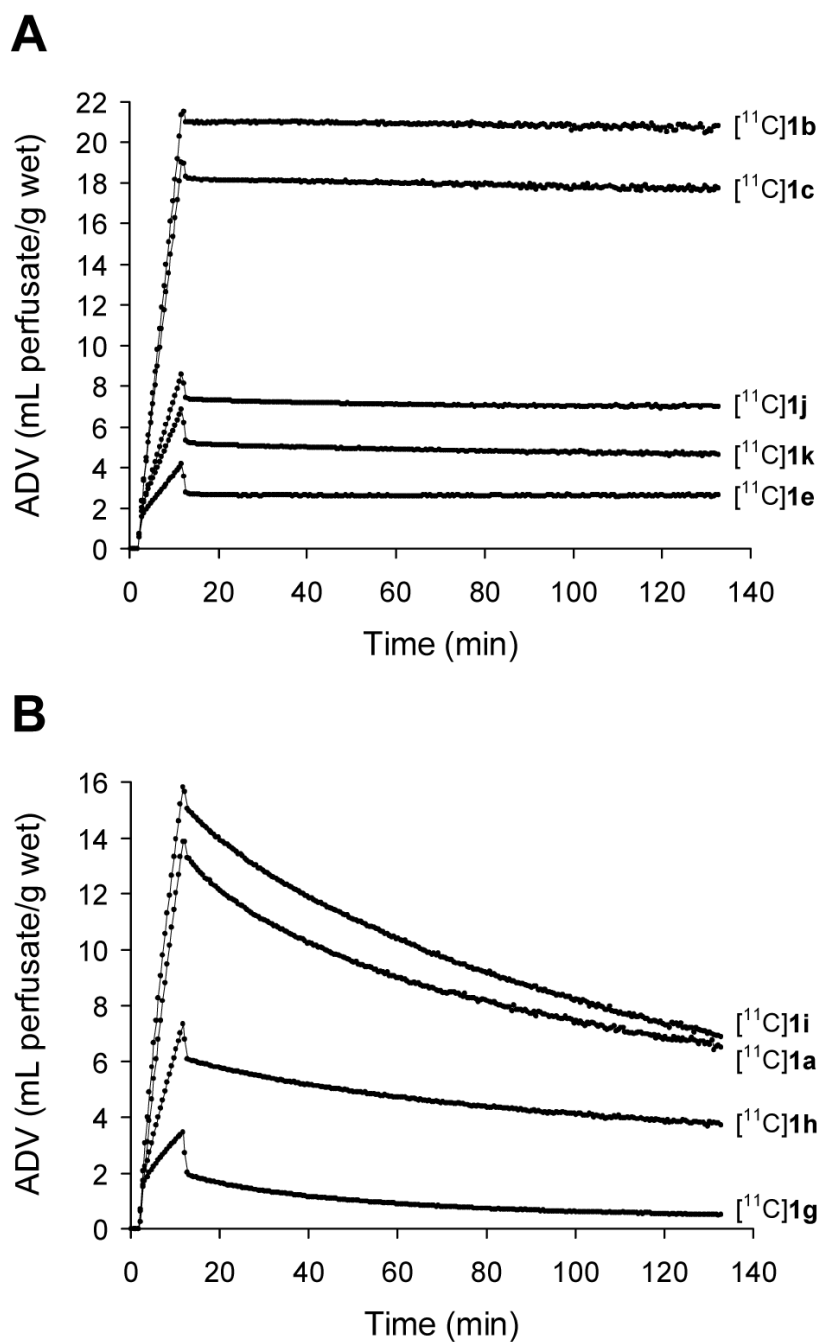 A
ADV (mL perfusate/g wet)
22
20
18
16
14
12
10
8
6
4
2
0
[¹¹C]1b
[¹¹C]1c
[¹¹C]1j
[¹¹C]1k
[¹¹C]1e
0 20 40 60 80 100 120 140
Time (min)
B
ADV (mL perfusate/g wet)
16
14
12
10
8
6
4
2
0
[¹¹C]1i
[¹¹C]1a
[¹¹C]1h
[¹¹C]1g
0 20 40 60 80 100 120 140
Time (min)